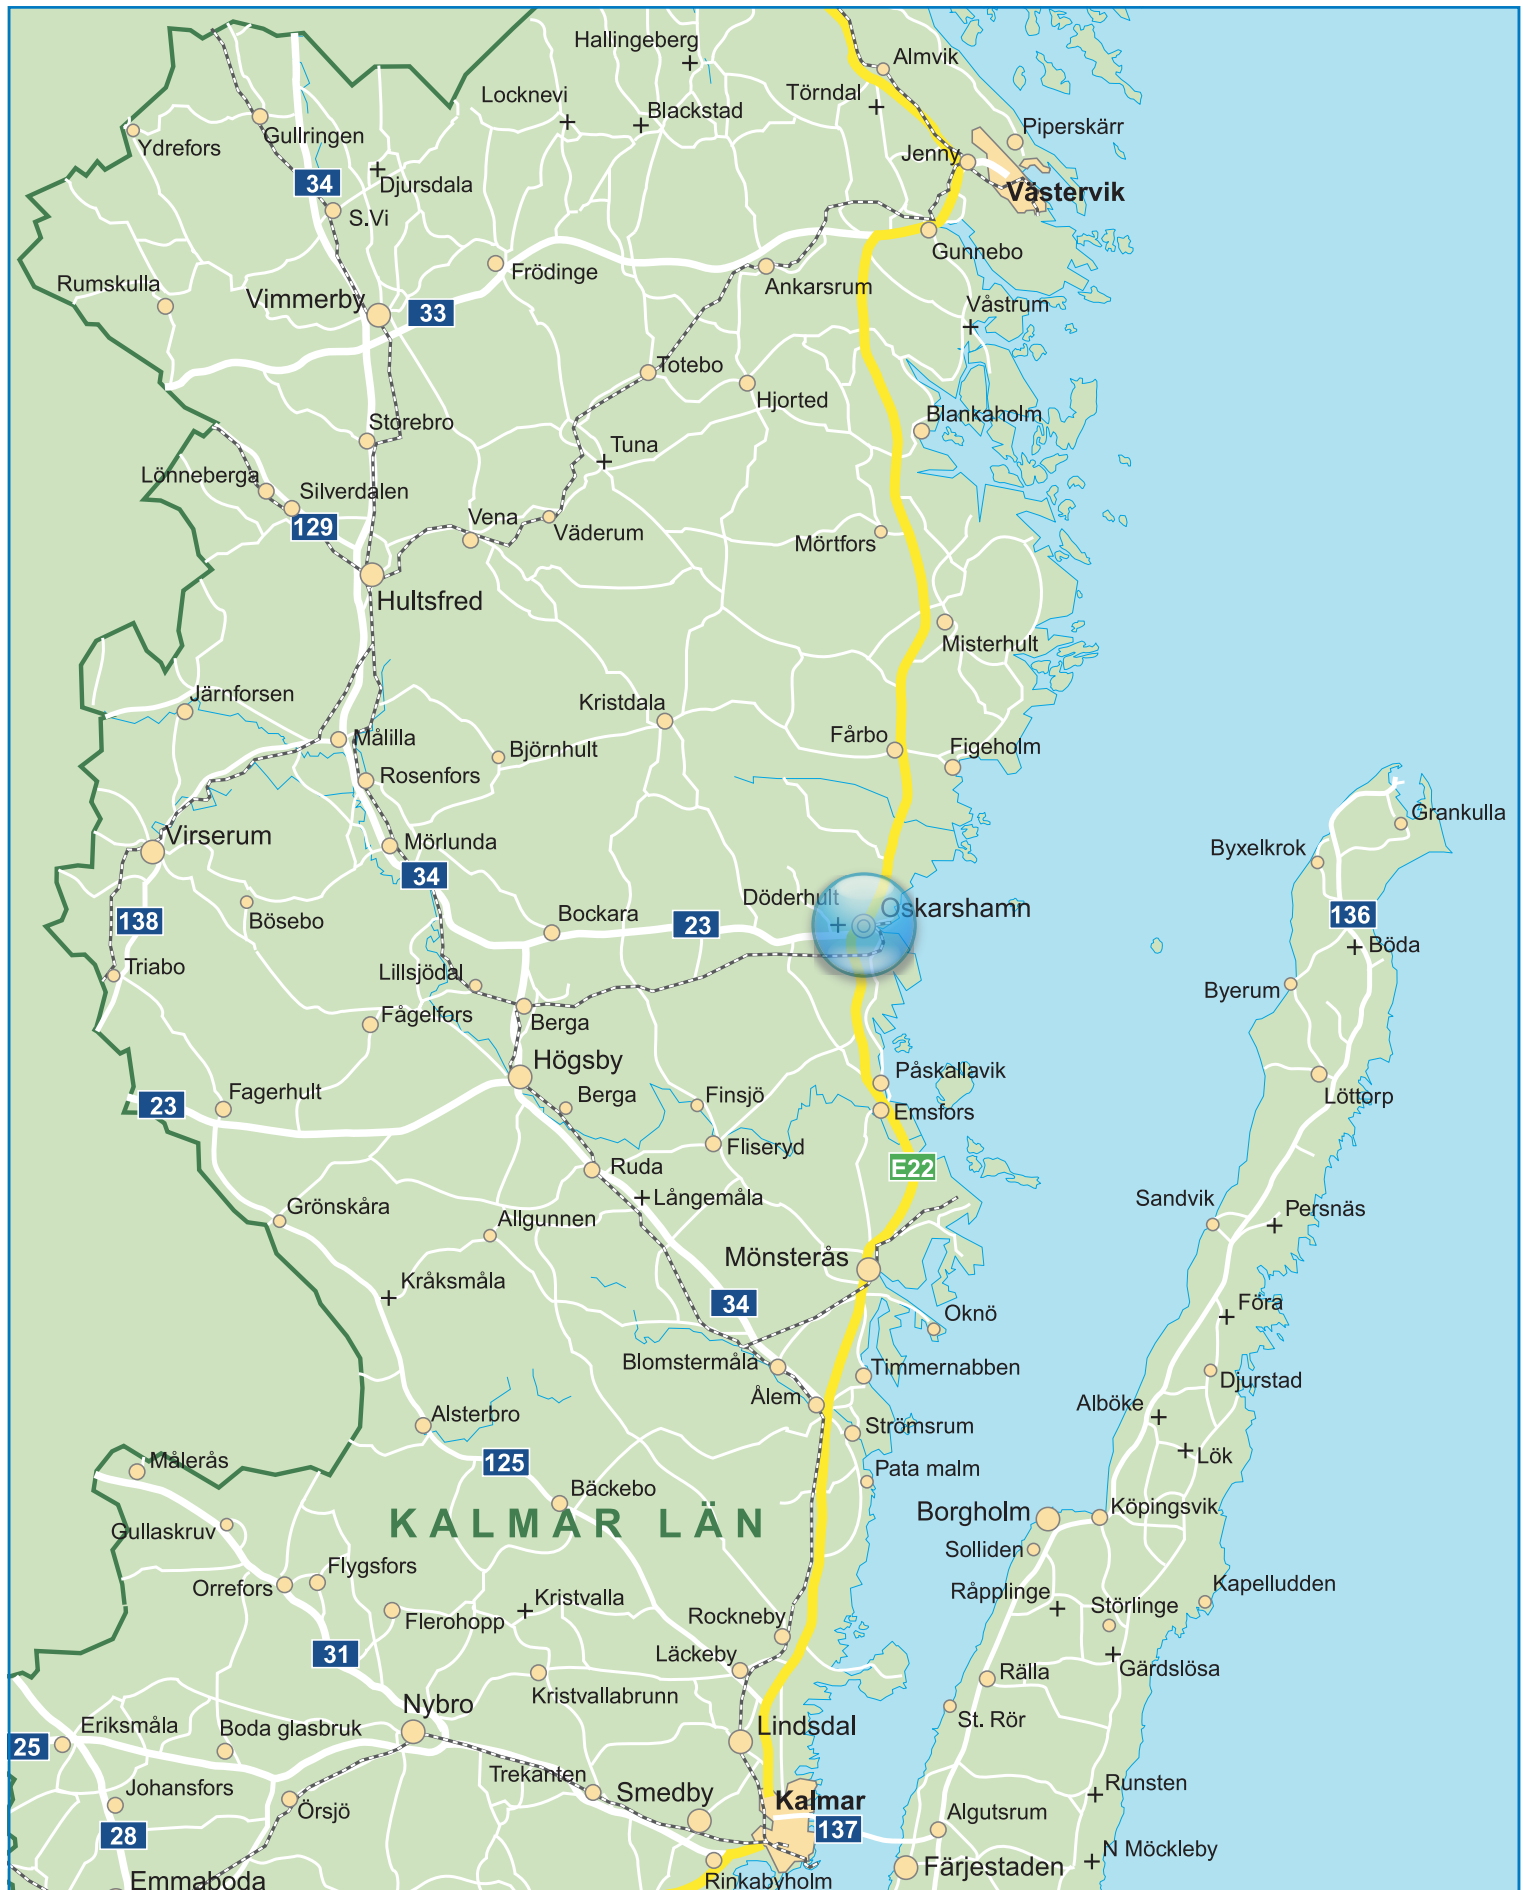 Hallingeberg
Almvik
Locknevi
Törndal
Blackstad
Piperskärr
Gullringen
Ydrefors
Jenny
34
Djursdala
Västervik
S.Vi
Gunnebo
Frödinge
Rumskulla
Ankarsrum
Vimmerby
33
Våstrum
Totebo
Hjorted
Blankaholm
Storebro
Tuna
Lönneberga
Silverdalen
129
Vena
Väderum
Mörtfors
Hultsfred
Misterhult
Järnforsen
Kristdala
Målilla
Björnhult
Fårbo
Figeholm
Rosenfors
Grankulla
Virserum
Mörlunda
Byxelkrok
34
Döderhult
Oskarshamn
Bösebo
138
Bockara
23
136
Böda
Triabo
Lillsjödal
Byerum
Fågelfors
Berga
Högsby
Påskallavik
Fagerhult
23
Berga
Finsjö
Löttorp
Emsfors
Fliseryd
E22
Ruda
Långemåla
Sandvik
Grönskåra
Allgunnen
Persnäs
Mönsterås
Kråksmåla
34
Föra
Oknö
Blomstermåla
Timmernabben
Djurstad
Ålem
Alböke
Alsterbro
Strömsrum
Lök
Målerås
125
Pata malm
Bäckebo
Köpingsvik
Borgholm
KALMAR LÄN
Gullaskruv
Solliden
Flygsfors
Orrefors
Kapelludden
Råpplinge
Kristvalla
Störlinge
Flerohopp
Rockneby
31
Läckeby
Gärdslösa
Rälla
Kristvallabrunn
Nybro
St. Rör
Eriksmåla
Boda glasbruk
Lindsdal
25
Trekanten
Runsten
Johansfors
Smedby
Kalmar
Örsjö
Algutsrum
137
28
N Möckleby
Färjestaden
Emmaboda
Rinkabyholm